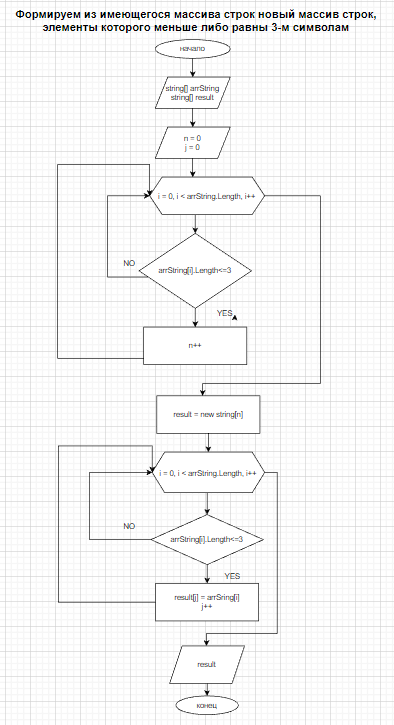 Формируем из имеющегося массива строк новый массив строк,
элементы которого меньше либо равны 3-м символам
начало
string[] arrString
string[] result
n = 0
j = 0
i = 0, i < arrString.Length, i++
arrString[i].Length<=3
NO
YES
n++
result = new string[n]
i = 0, i < arrString.Length, i++
arrString[i].Length<=3
NO
YES
result[j] = arrSring[i]
j++
result
конец